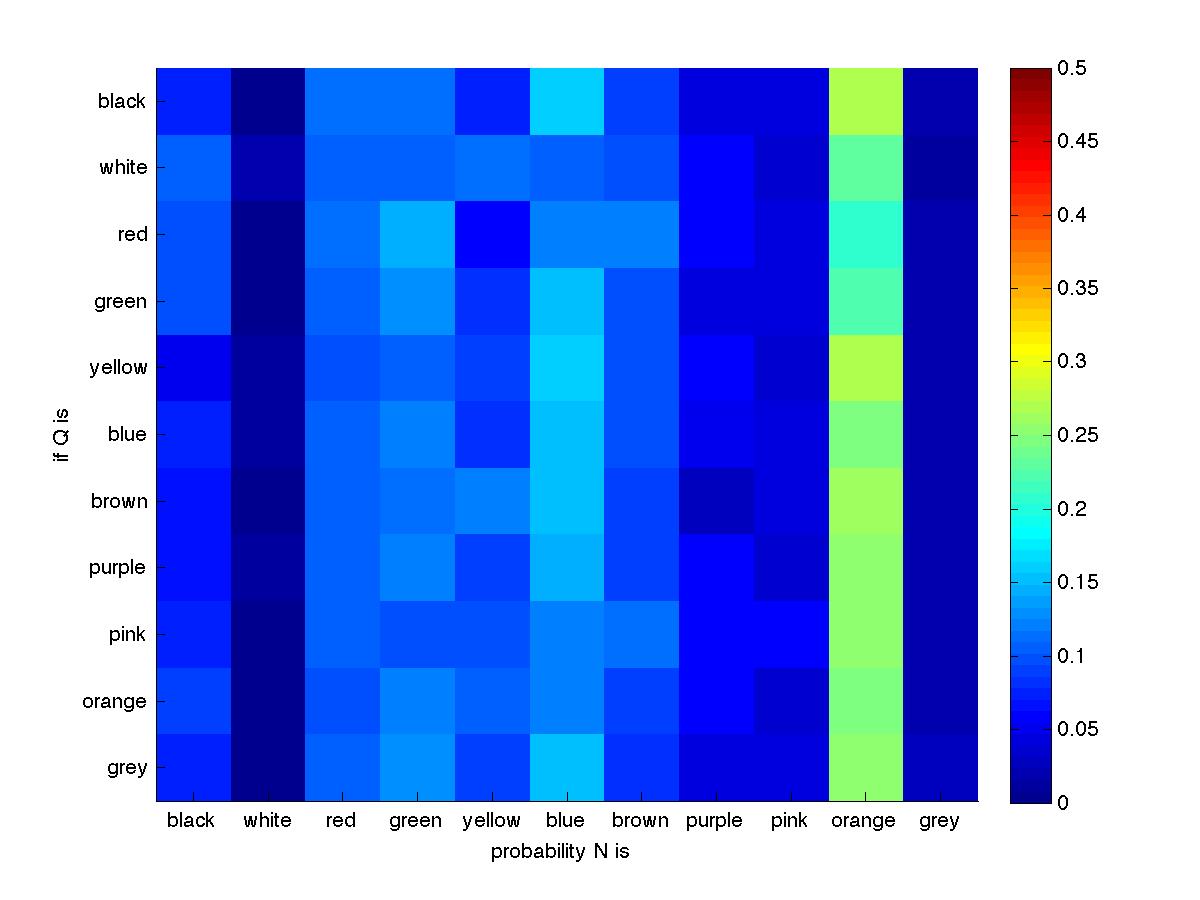 black
white
red
green
yellow
blue
brown
purple
pink
orange
grey
if Q is
black white red green yellow blue brown purple pink orange grey
probability N is
0.5
0.45
0.4
0.35
0.3
0.25
0.2
0.15
0.1
0.05
0